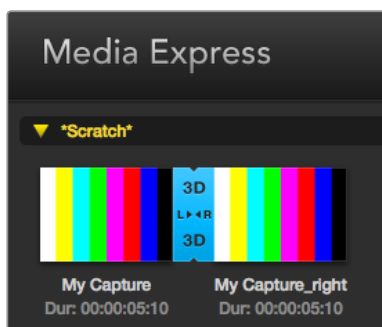 Media Express
*Scratch*
3D
L R
3D
My Capture
My Capture_right
Dur: 00:00:05:10
Dur: 00:00:05:10